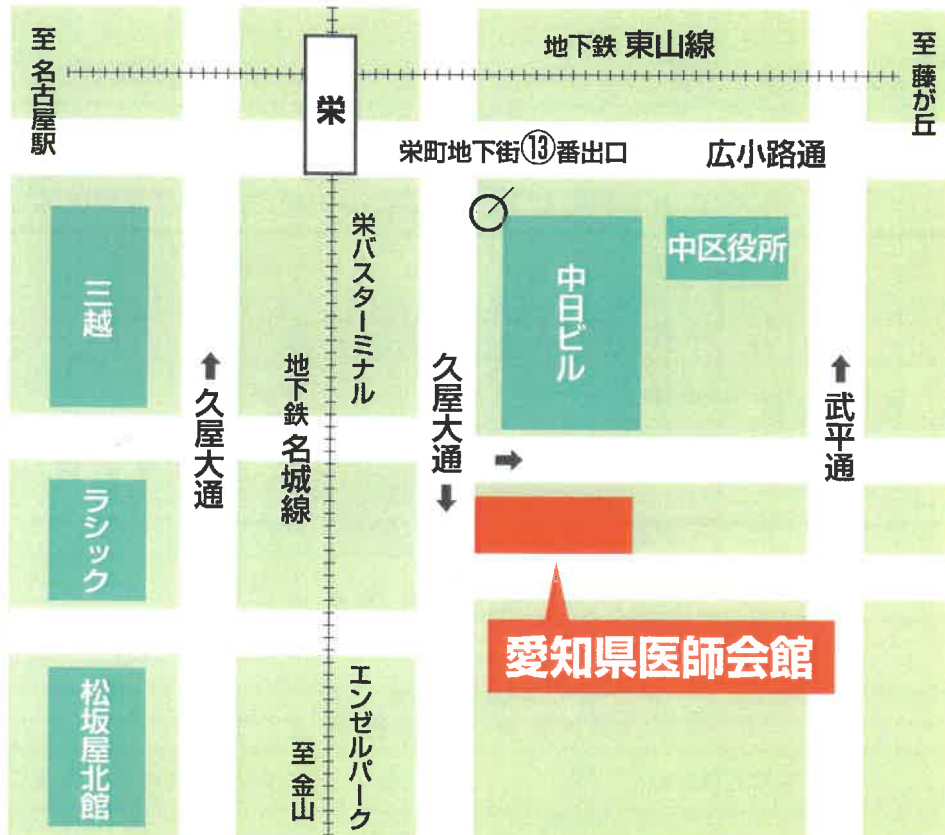 至 名古屋駅
栄
地下鉄 東山線
至 藤が丘
栄町地下街⑬番出口
広小路通
三越
栄バスターミナル
中日ビル
中区役所
久屋大通
地下鉄 名城線
久屋大通
武平通
ラシック
愛知県医師会館
松坂屋北館
至 金山
エンゼルパーク